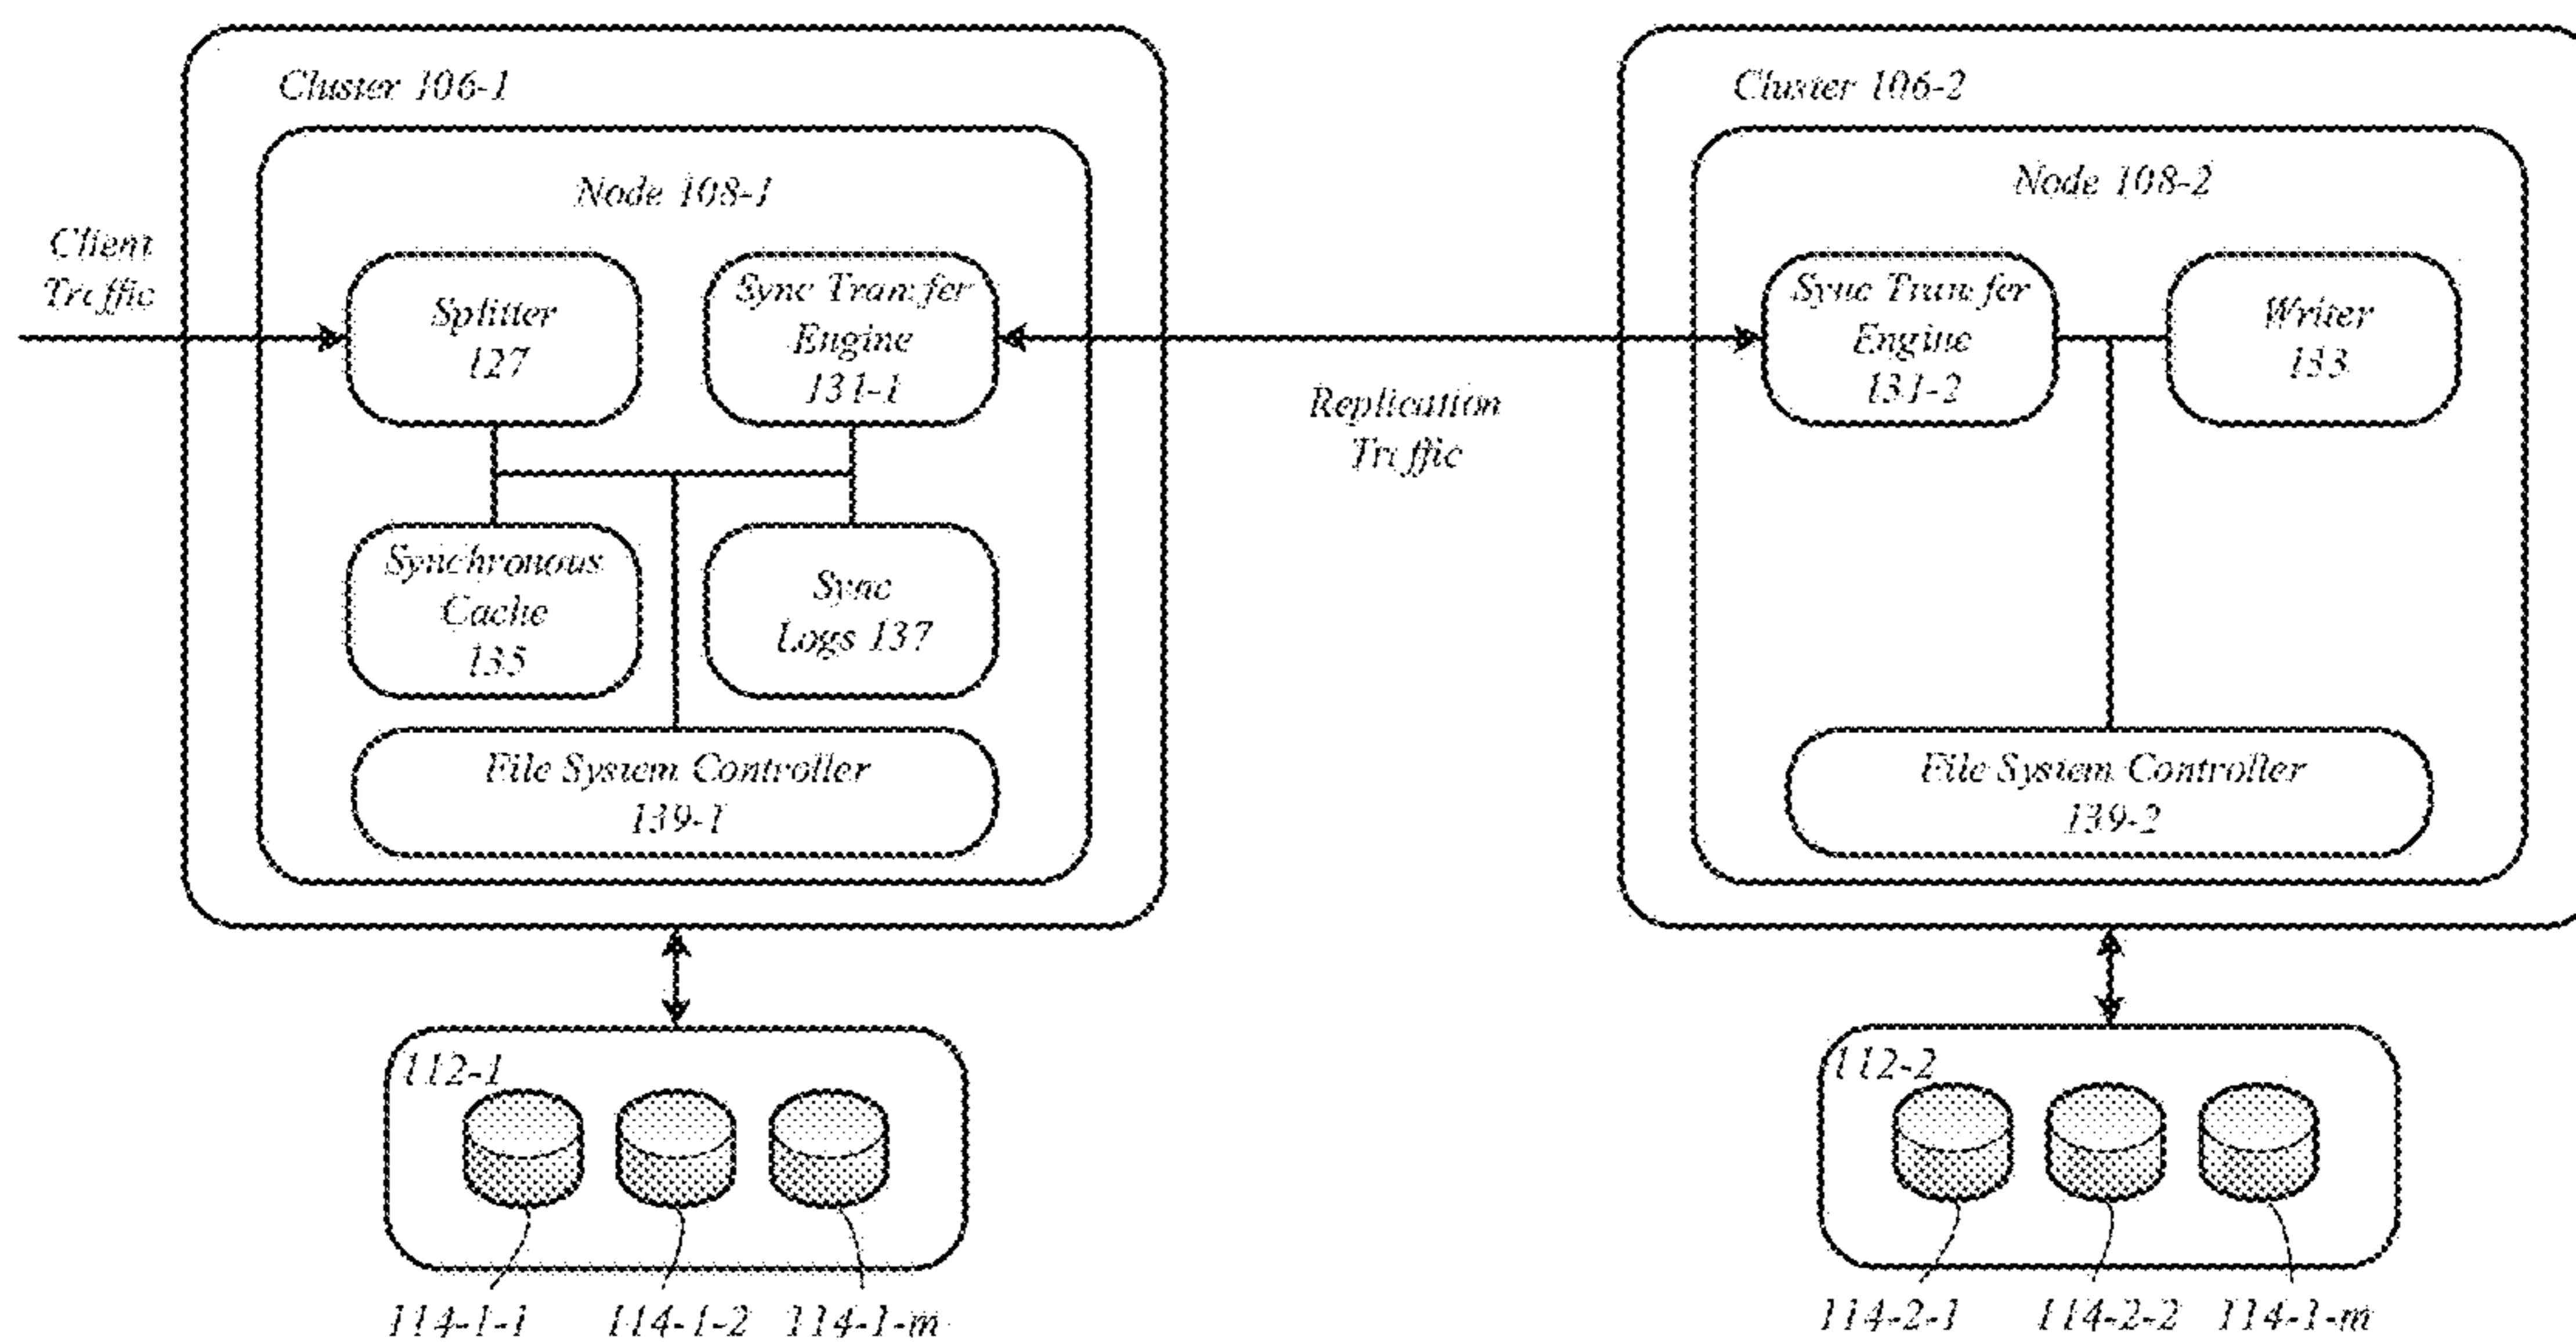 Cluster 106-1
Node 108-1
Client
Traffic
Splitter
127
Sync Transfer
Engine
131-1
Synchronous
Cache
135
Sync
Logs 137
File System Controller
139-1
112-1
114-1-1
114-1-2
114-1-m
Replication
Traffic
Cluster 106-2
Node 108-2
Sync Transfer
Engine
131-2
Writer
133
File System Controller
139-2
112-2
114-2-1
114-2-2
114-1-m